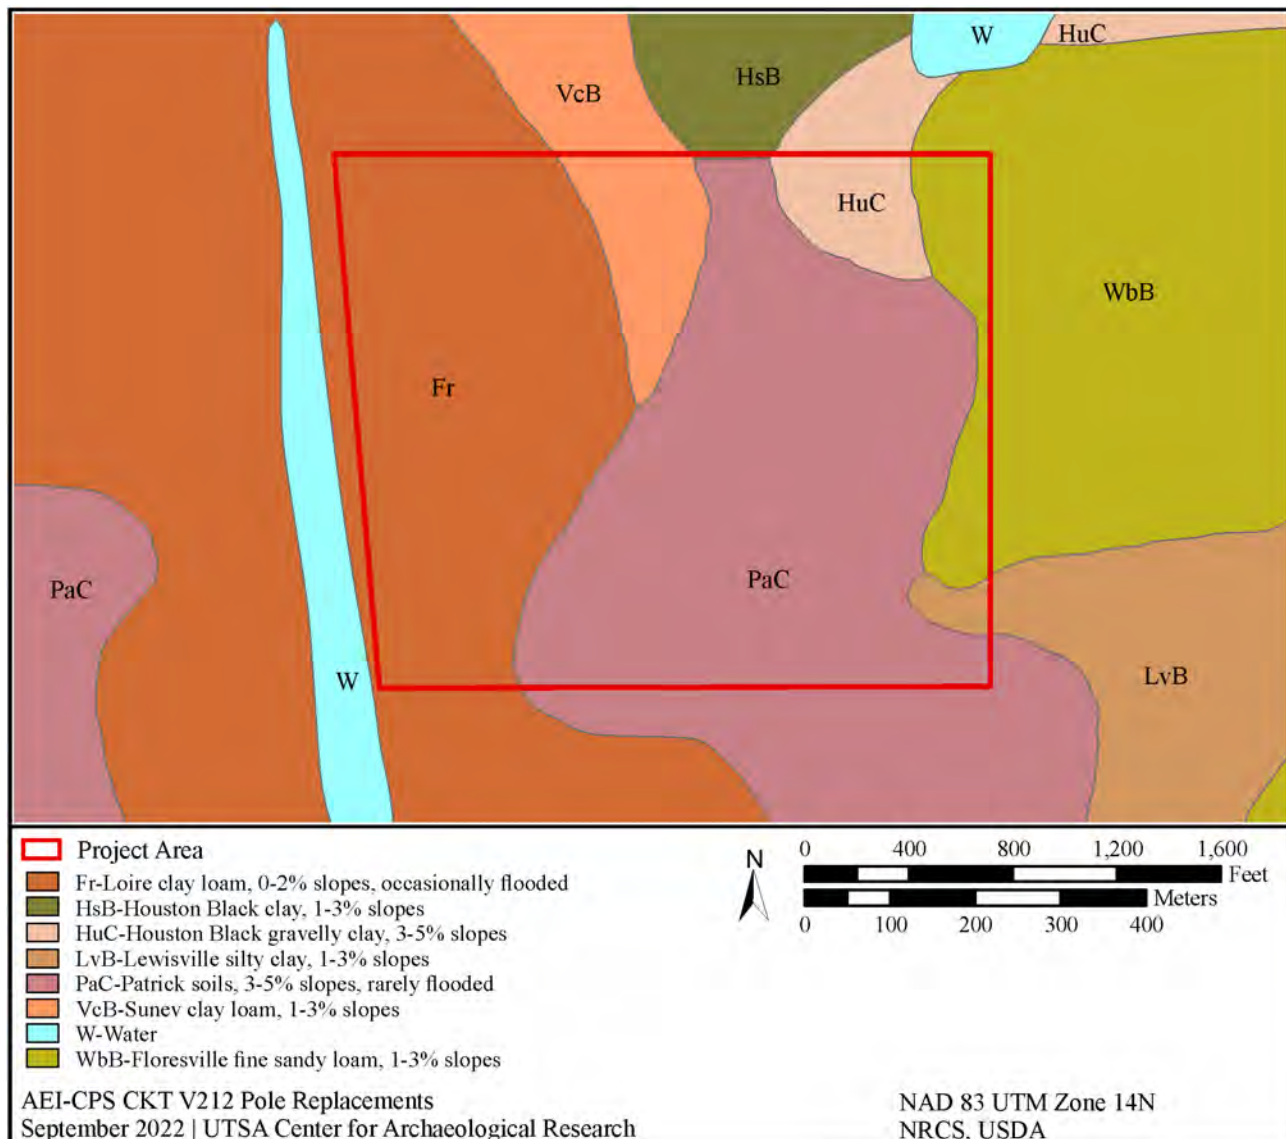 W
HuC
HsB
VcB
HuC
WbB
Fr
PaC
PaC
W
LvB
Project Area
Fr-Loire clay loam, 0-2% slopes, occasionally flooded
HsB-Houston Black clay, 1-3% slopes
HuC-Houston Black gravelly clay, 3-5% slopes
LvB-Lewisville silty clay, 1-3% slopes
PaC-Patrick soils, 3-5% slopes, rarely flooded
VcB-Sunev clay loam, 1-3% slopes
W-Water
WbB-Floresville fine sandy loam, 1-3% slopes
N
0 400 800 1,200 1,600
Feet
Meters
0 100 200 300 400
AEI-CPS CKT V212 Pole Replacements
September 2022 | UTSA Center for Archaeological Research
NAD 83 UTM Zone 14N
NRCS, USDA